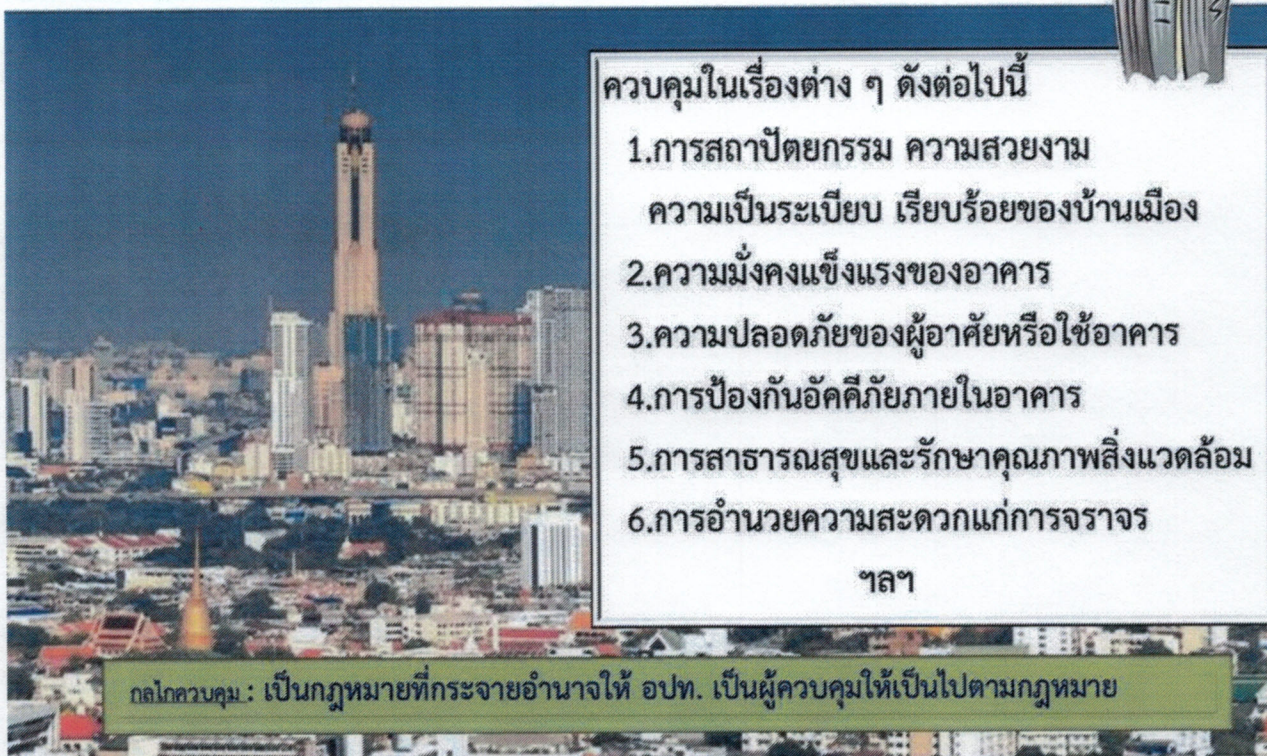 ควบคุมในเรื่องต่าง ๆ ดังต่อไปนี้
1.การสถาปัตยกรรม ความสวยงาม
ความเป็นระเบียบ เรียบร้อยของบ้านเมือง
2.ความมั่งคงแข็งแรงของอาคาร
3.ความปลอดภัยของผู้อาศัยหรือใช้อาคาร
4.การป้องกันอัคคีภัยภายในอาคาร
5.การสาธารณสุขและรักษาคุณภาพสิ่งแวดล้อม
6.การอำนวยความสะดวกแก่การจราจร
ฯลฯ
กลไกควบคุม : เป็นกฎหมายที่กระจายอำนาจให้ อปท. เป็นผู้ควบคุมให้เป็นไปตามกฎหมาย